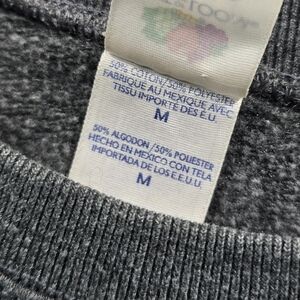 50% COTON/50% POLYESTER
FABRIQUE AU MEXIQUE AVEC
TISSU IMPORTÉ DES É.U.
M
50% ALGODON /50% POLIESTER
HECHO EN MEXICO CON TELA
IMPORTADA DE LOS E.E.U.U.
M